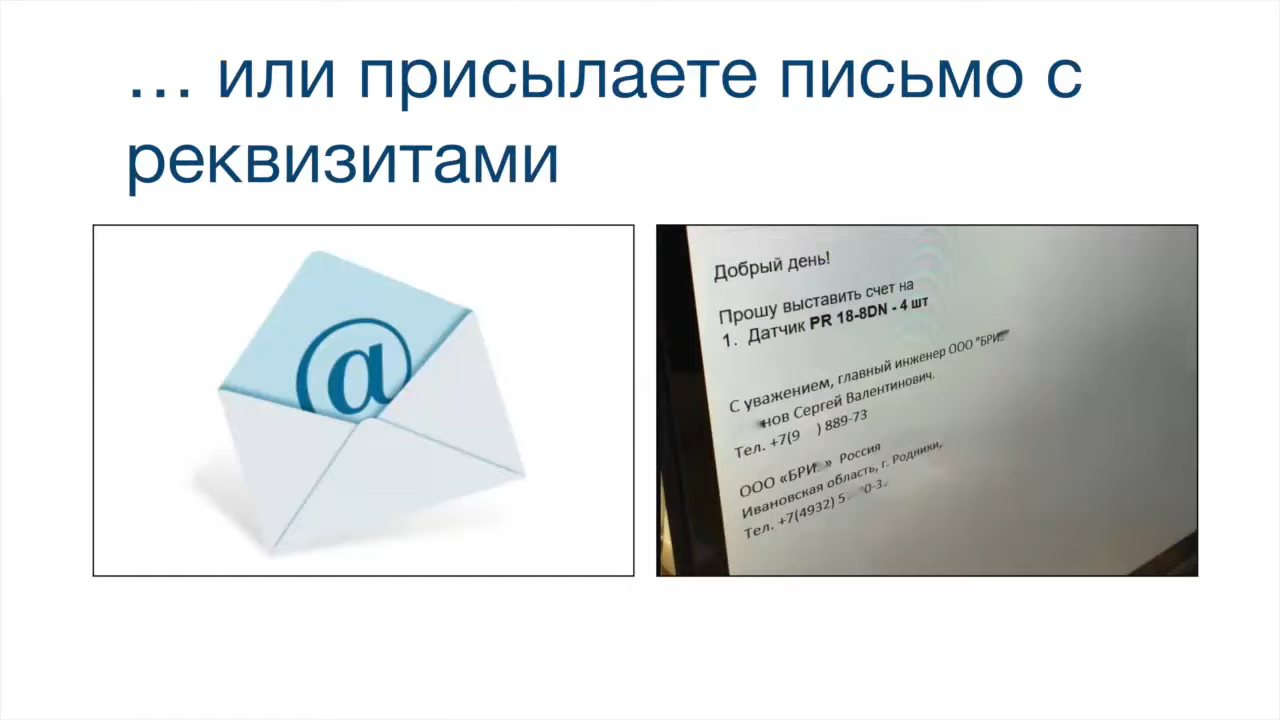 … или присылаете письмо с
реквизитами
@
Добрый день!
Прошу выставить счет на
1. Датчик PR 18-8DN - 4 шт
С уважением, главный инженер ООО "БРИ
нов Сергей Валентинович.
Тел. +7(9 ) 889-73
ООО «БРИ » Россия
Ивановская область, г. Родники,
Тел. +7(4932) 5 0-3.